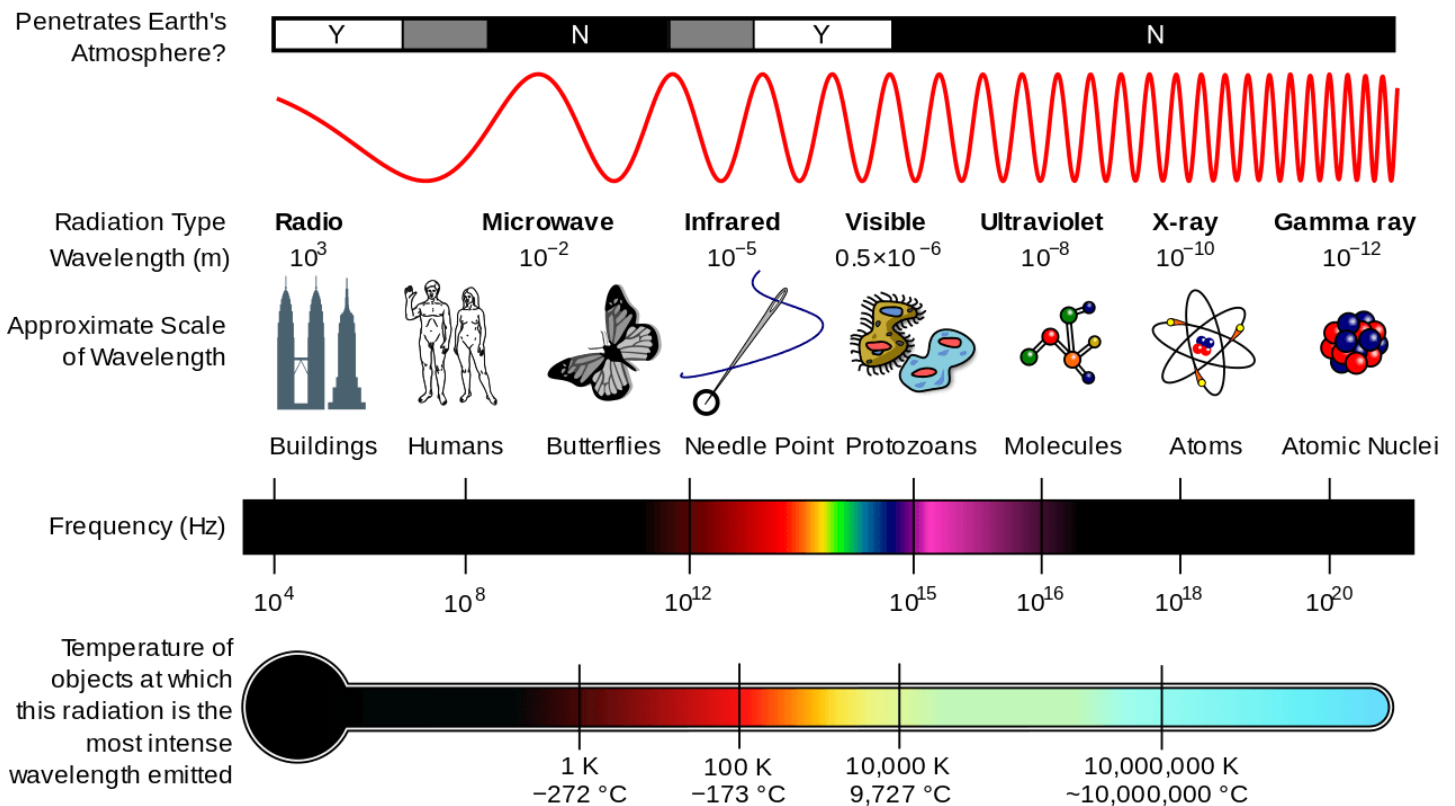 Penetrates Earth's
Atmosphere?
Y N Y N
Radiation Type
Radio Microwave Infrared Visible Ultraviolet X-ray Gamma ray
Wavelength (m)
10³ 10⁻² 10⁻⁵ 0.5×10⁻⁶ 10⁻⁸ 10⁻¹⁰ 10⁻¹²
Approximate Scale
of Wavelength
Buildings Humans Butterflies Needle Point Protozoans Molecules Atoms Atomic Nuclei
Frequency (Hz)
10⁴ 10⁸ 10¹² 10¹⁵ 10¹⁶ 10¹⁸ 10²⁰
Temperature of
objects at which
this radiation is the
most intense
wavelength emitted
1 K 100 K 10,000 K 10,000,000 K
−272 °C −173 °C 9,727 °C ~10,000,000 °C